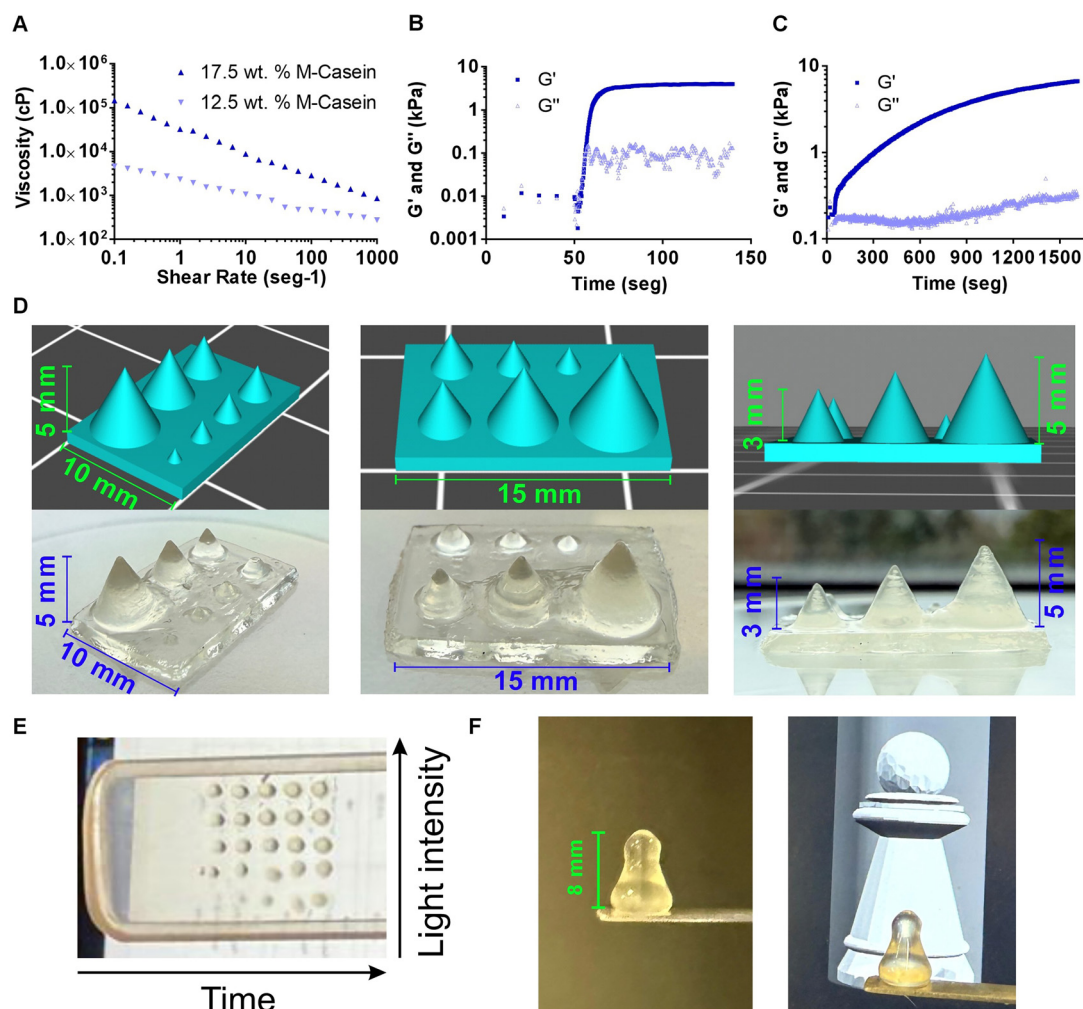 A
B
C
Viscosity (cP)
1.0×10⁶
1.0×10⁵
1.0×10⁴
1.0×10³
1.0×10²
17.5 wt. % M-Casein
12.5 wt. % M-Casein
0.1 1 10 100 1000
Shear Rate (seg-1)
G' and G'' (kPa)
10
1
0.1
0.01
0.001
G'
G''
0 50 100 150
Time (seg)
G' and G'' (kPa)
10
1
0.1
G'
G''
0 300 600 900 1200 1500
Time (seg)
D
5 mm
10 mm
15 mm
3 mm
5 mm
5 mm
10 mm
15 mm
3 mm
5 mm
E
Light intensity
Time
F
8 mm